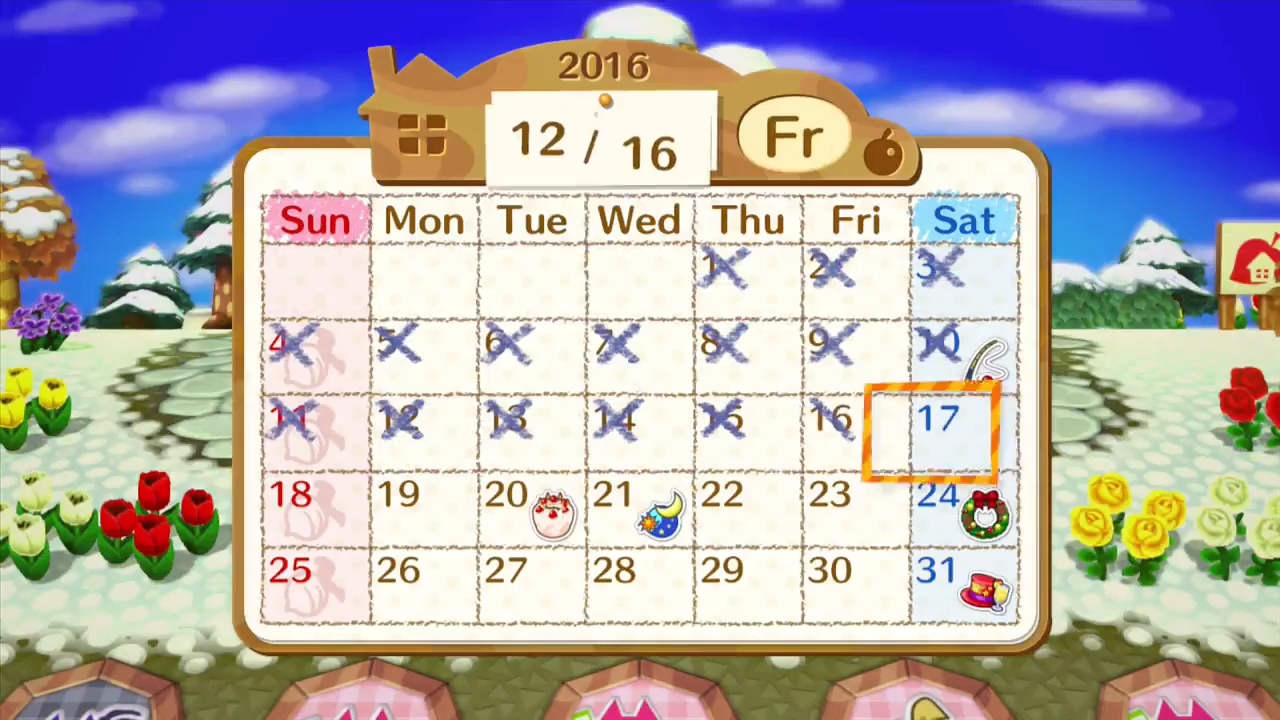 2016
12 / 16 Fr
Sun Mon Tue Wed Thu Fri Sat
1 2 3
4 5 6 7 8 9 10
11 12 13 14 15 16 17
18 19 20 21 22 23 24
25 26 27 28 29 30 31